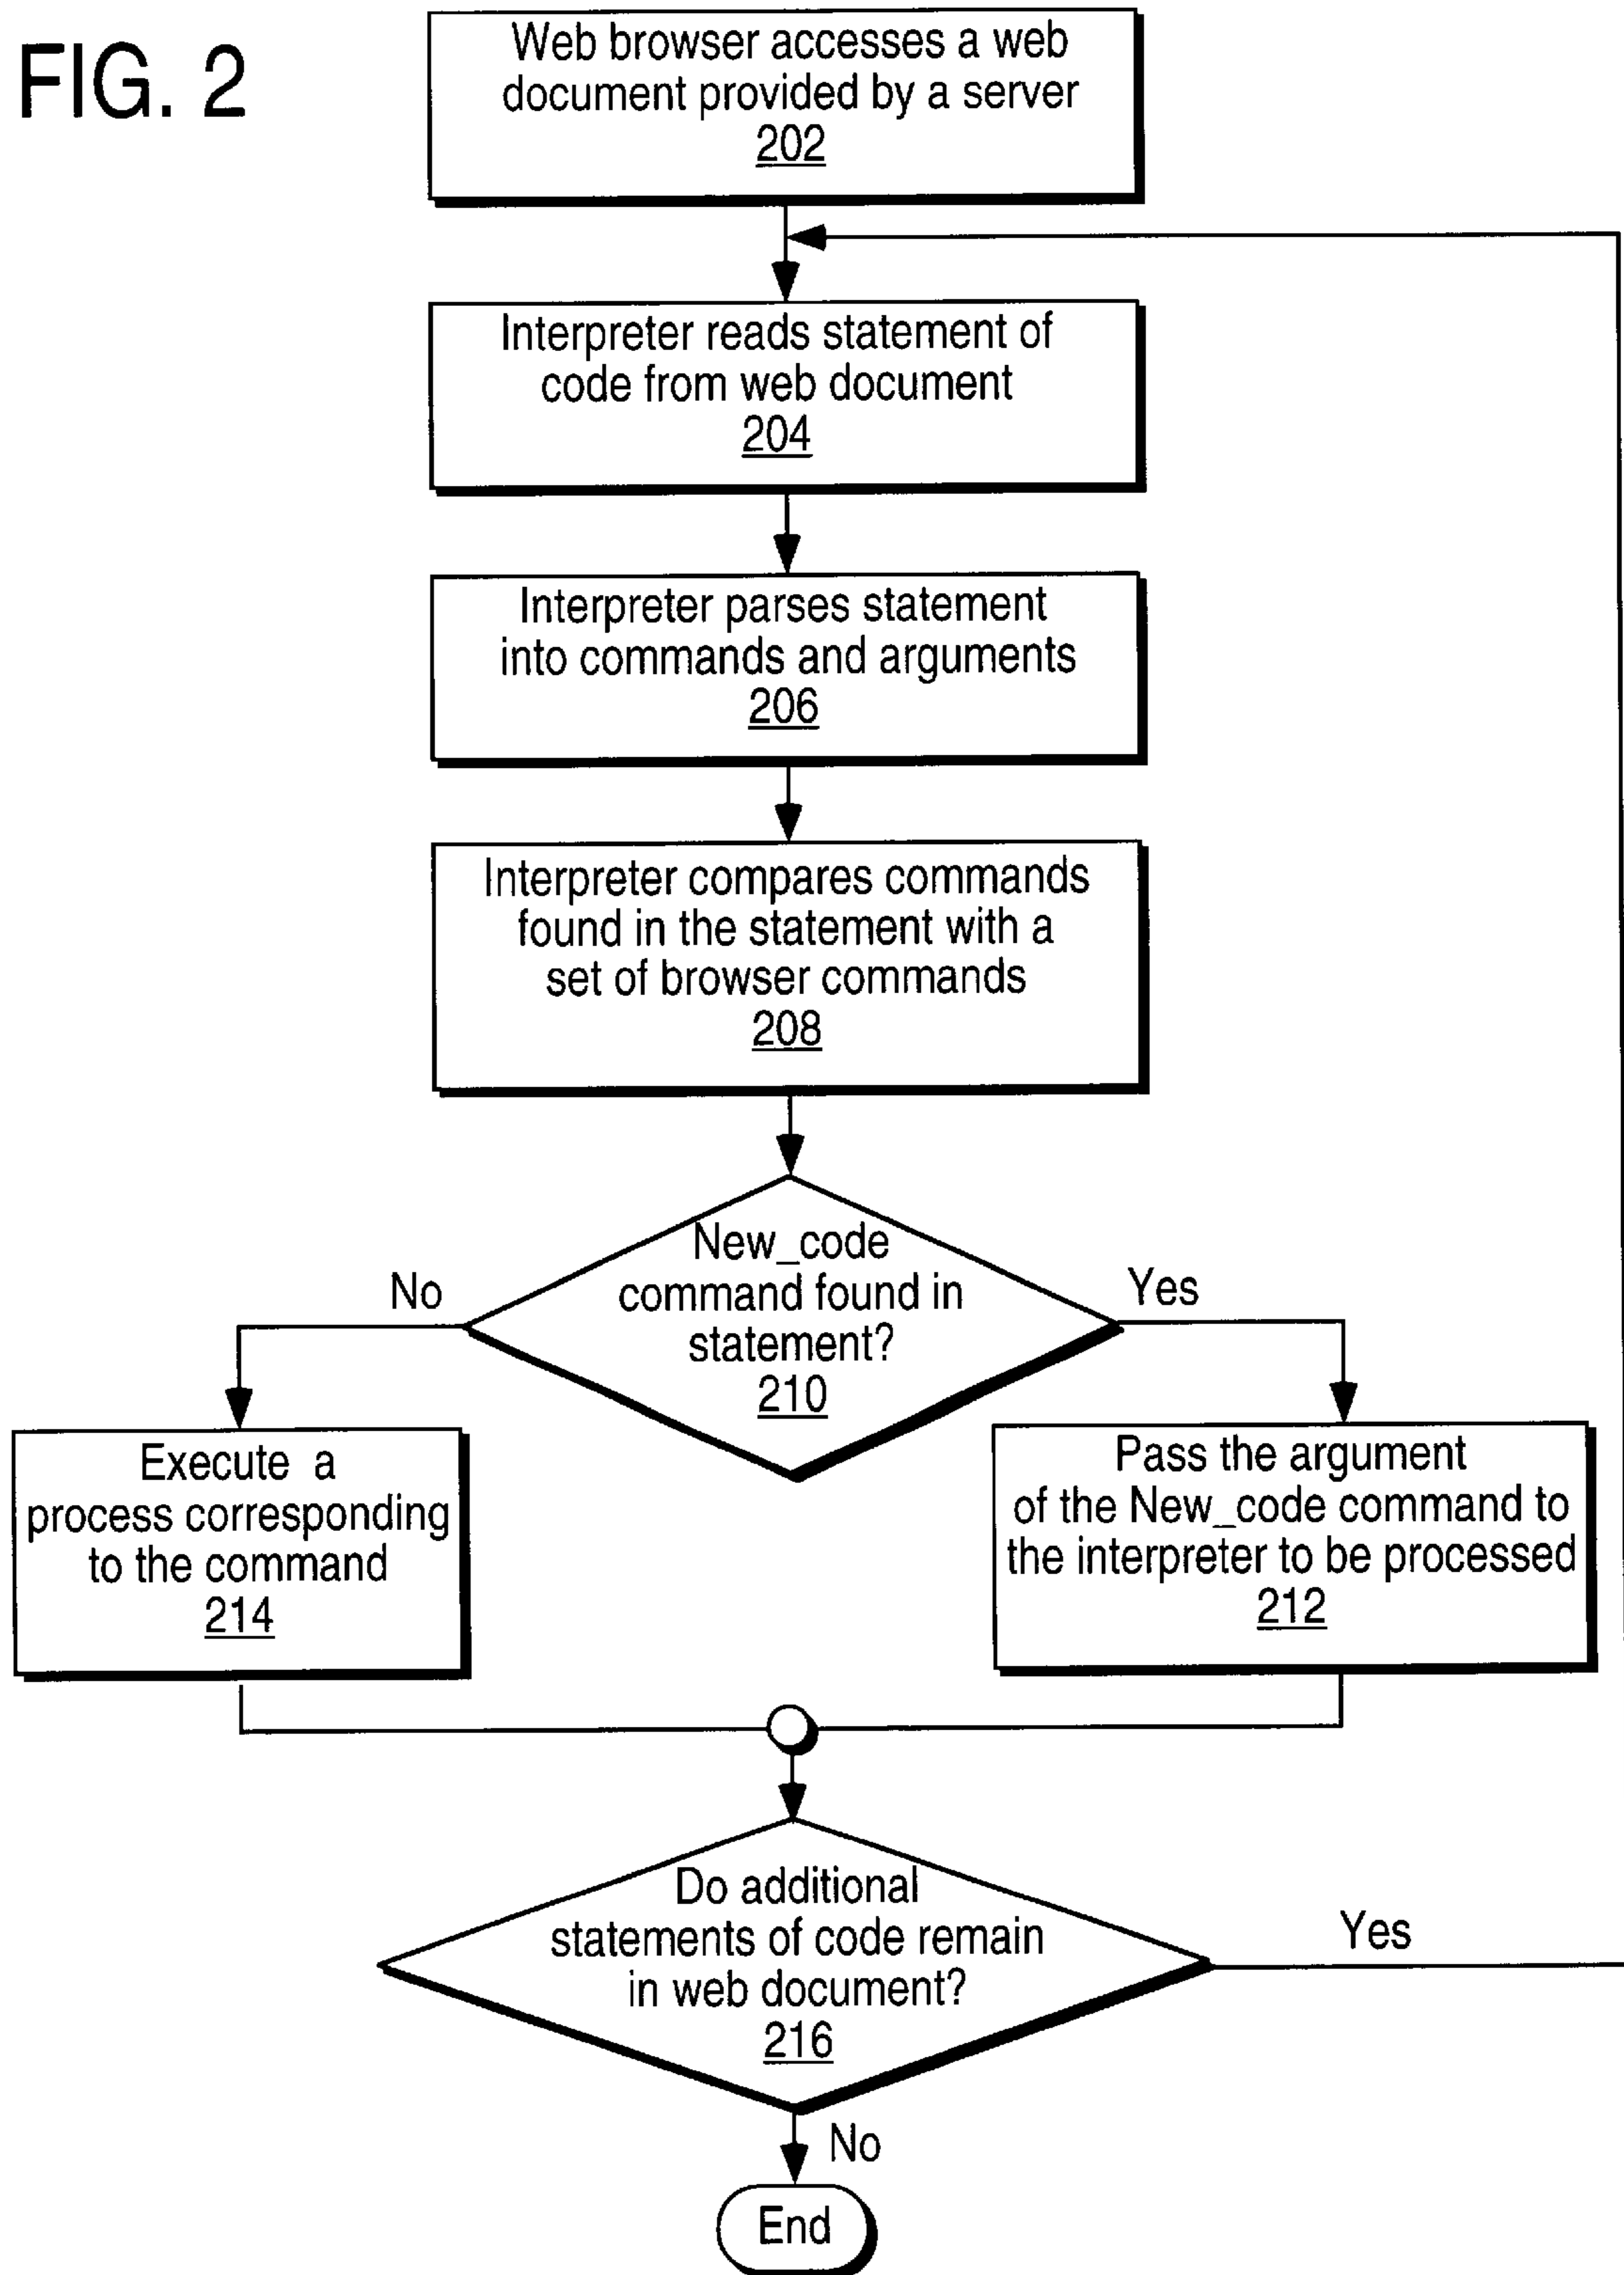 FIG. 2
Web browser accesses a web
document provided by a server
202
Interpreter reads statement of
code from web document
204
Interpreter parses statement
into commands and arguments
206
Interpreter compares commands
found in the statement with a
set of browser commands
208
New_code
command found in
statement?
210
No
Yes
Execute a
process corresponding
to the command
214
Pass the argument
of the New_code command to
the interpreter to be processed
212
Do additional
statements of code remain
in web document?
216
Yes
No
End